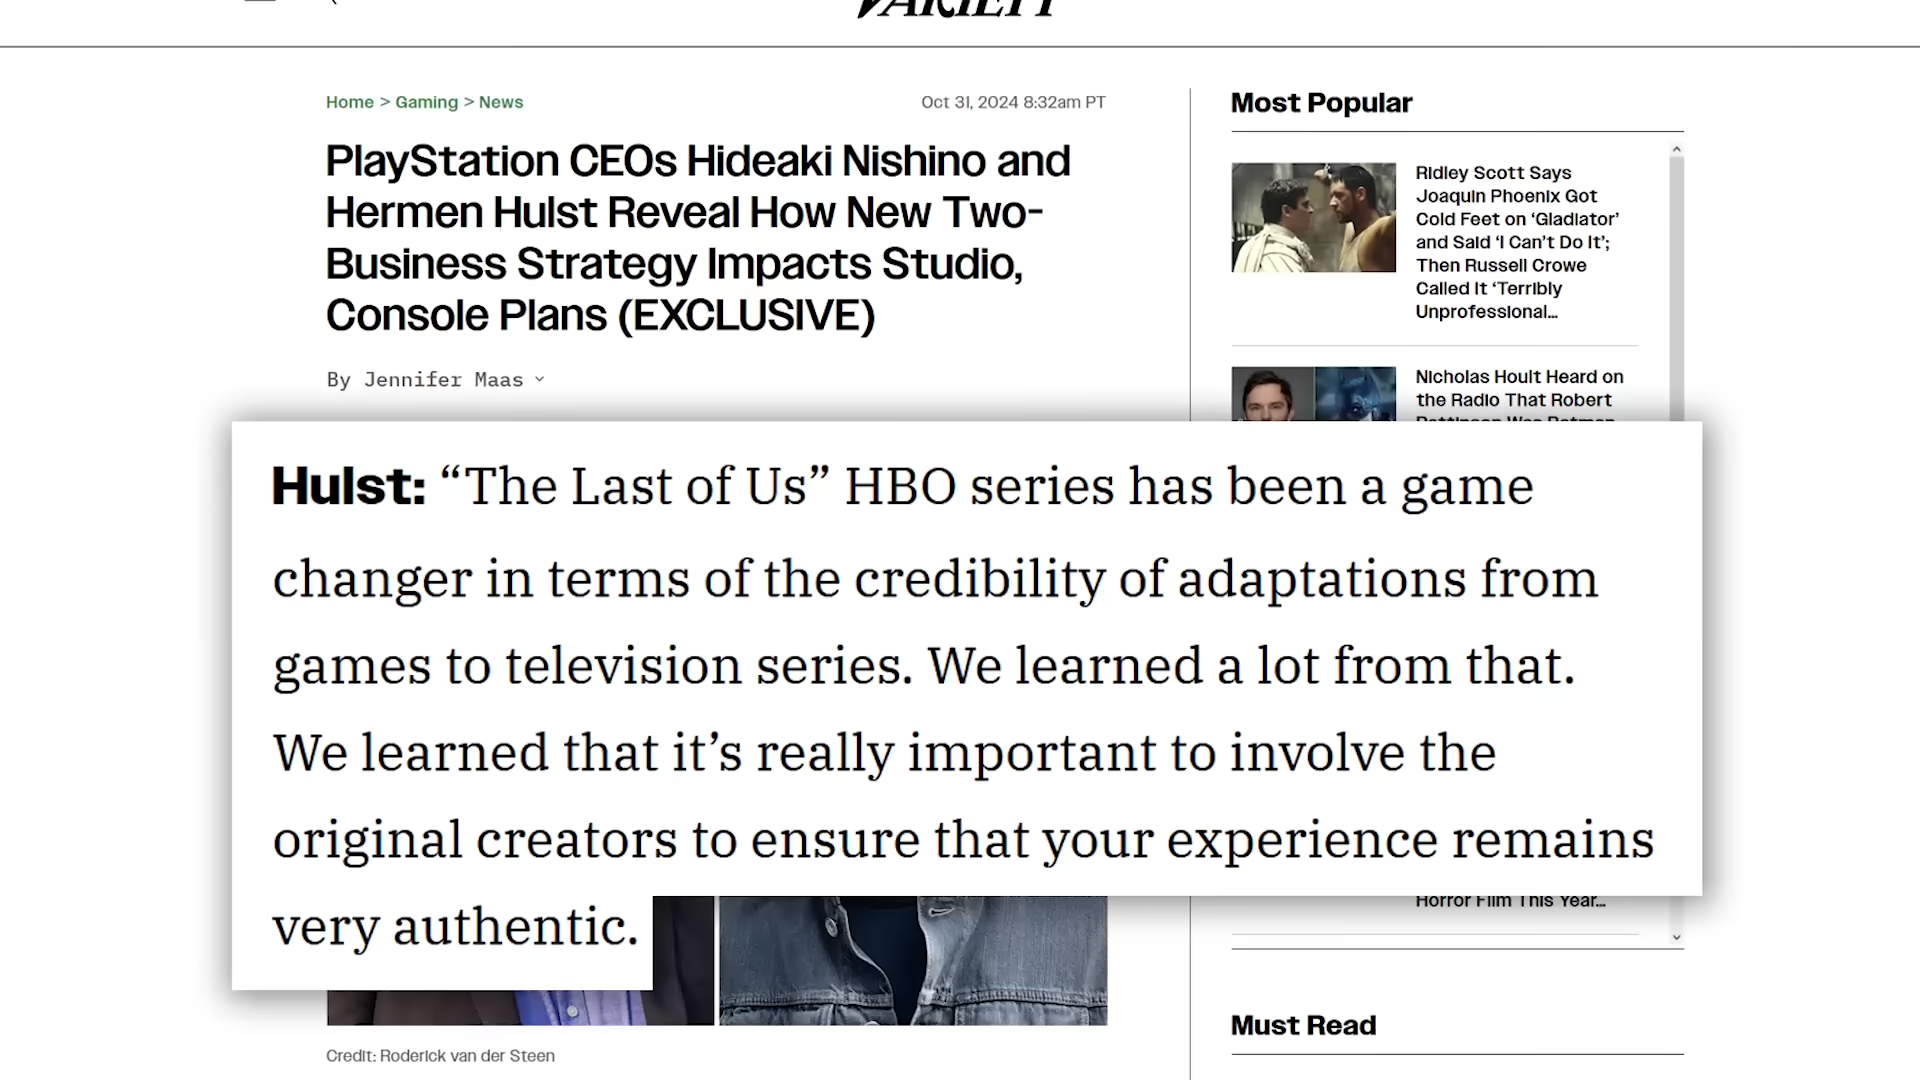 VARIETY
Home > Gaming > News
Oct 31, 2024 8:32am PT
PlayStation CEOs Hideaki Nishino and
Hermen Hulst Reveal How New Two-
Business Strategy Impacts Studio,
Console Plans (EXCLUSIVE)
By Jennifer Maas
Hulst: “The Last of Us” HBO series has been a game
changer in terms of the credibility of adaptations from
games to television series. We learned a lot from that.
We learned that it’s really important to involve the
original creators to ensure that your experience remains
very authentic.
Credit: Roderick van der Steen
Most Popular
Ridley Scott Says
Joaquin Phoenix Got
Cold Feet on ‘Gladiator’
and Said ‘I Can’t Do It’;
Then Russell Crowe
Called It ‘Terribly
Unprofessional...
Nicholas Hoult Heard on
the Radio That Robert
Pattinson Was Batman
Horror Film This Year...
Must Read